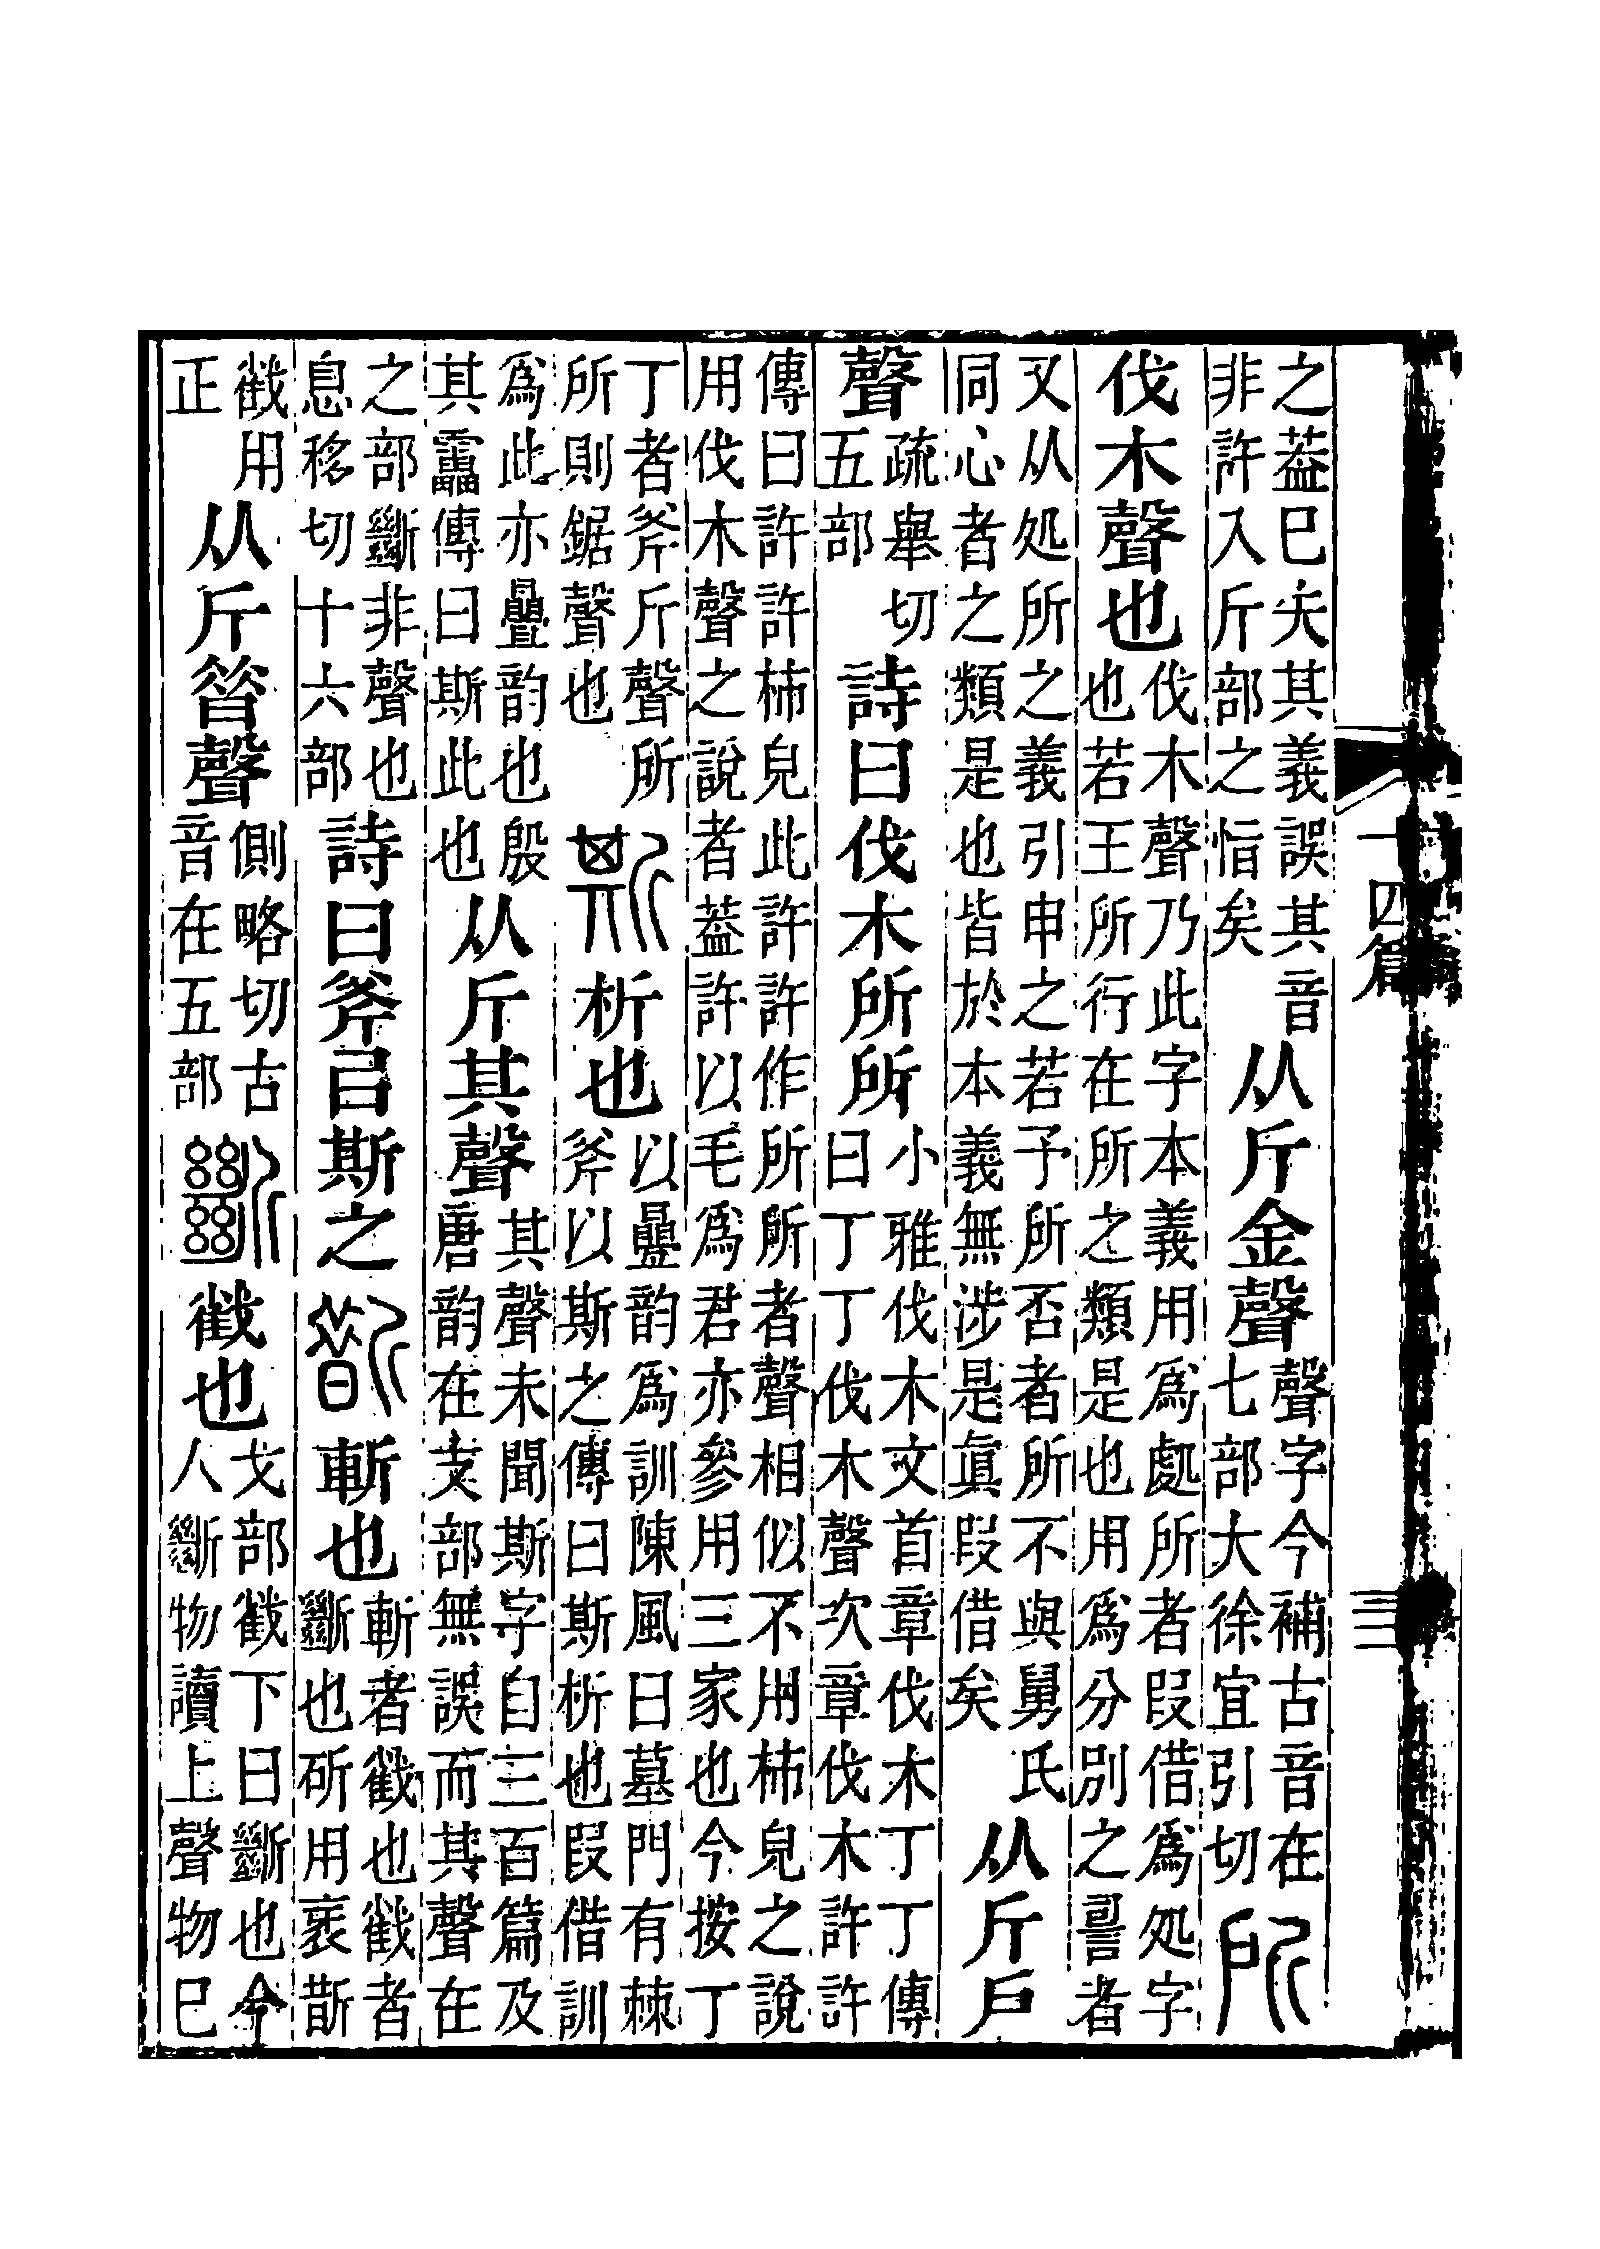 十四篇
三
之葢已失其義誤其音非許入斤部之恉矣从斤金聲聲字今補古音在七部大徐宜引切所
伐木聲也伐木聲乃此字本義用爲處所者叚借爲処字也若王所行在所之類是也用爲分別之䛐者
又从処所之義引申之若予所否者所不與舅氏同心者之類是也皆於本義無涉是眞叚借矣从斤戶
聲疏舉切五部詩曰伐木所所小雅伐木文首章伐木丁丁傳曰丁丁伐木聲次章伐木許許
傳曰許許柹皃此許許作所所者聲相似不用柹皃之說用伐木聲之說者葢許以毛爲君亦參用三家也今按丁
丁者斧斤聲所所則鋸聲也斯析也以曡韵爲訓陳風曰墓門有棘斧以斯之傳曰斯析也叚借訓
爲此亦曡韵也殷其靁傳曰斯此也从斤其聲其聲未聞斯字自三百篇及唐韵在支部無誤而其聲在
之部斷非聲也息移切十六部詩曰斧㠯斯之斮斬也斬者截也截者斷也斫用衺斮
截用正从斤昝聲側略切古音在五部斷截也戈部截下曰斷也今人斷物讀上聲物已